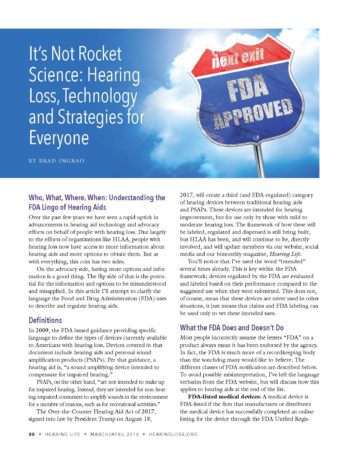 It's Not Rocket
Science: Hearing
Loss, Technology
and Strategies for
Everyone
BY BRAD INGRAO
next exit
FDA
APPROVED
Who, What, Where, When: Understanding the
FDA Lingo of Hearing Aids
Over the past few years we have seen a rapid uptick in
advancements in hearing aid technology and advocacy
efforts on behalf of people with hearing loss. Due largely
to the efforts of organizations like HLAA, people with
hearing loss now have access to more information about
hearing aids and more options to obtain them. But as
with everything, this coin has two sides.
On the advocacy side, having more options and infor-
mation is a good thing. The flip side of that is the poten-
tial for the information and options to be misunderstood
and misapplied. In this article I'll attempt to clarify the
language the Food and Drug Administration (FDA) uses
to describe and regulate hearing aids.
Definitions
In 2009, the FDA issued guidance providing specific
language to define the types of devices currently available
to Americans with hearing loss. Devices covered in that
document include hearing aids and personal sound
amplification products (PSAPs). Per that guidance, a
hearing aid is, "a sound-amplifying device intended to
compensate for impaired hearing."
PSAPs, on the other hand, "are not intended to make up
for impaired hearing. Instead, they are intended for non-hear-
ing-impaired consumers to amplify sounds in the environment
for a number of reasons, such as for recreational activities."
The Over-the-Counter Hearing Aid Act of 2017,
signed into law by President Trump on August 18,
2017, will create a third (and FDA-regulated) category
of hearing devices between traditional hearing aids
and PSAPs. These devices are intended for hearing
improvement, but for use only by those with mild to
moderate hearing loss. The framework of how these will
be labeled, regulated and dispensed is still being built,
but HLAA has been, and will continue to be, directly
involved, and will update members via our website, social
media and our bimonthly magazine, Hearing Life.
You'll notice that I've used the word "intended"
several times already. This is key within the FDA
framework; devices regulated by the FDA are evaluated
and labeled based on their performance compared to the
suggested use when they were submitted. This does not,
of course, mean that these devices are never used in other
situations, it just means that claims and FDA labeling can
be used only to vet these intended uses.
What the FDA Does and Doesn't Do
Most people incorrectly assume the letters "FDA" on a
product always mean it has been endorsed by the agency.
In fact, the FDA is much more of a recordkeeping body
than the watchdog many would like to believe. The
different classes of FDA notification are described below.
To avoid possible misinterpretation, I've left the language
verbatim from the FDA website, but will discuss how this
applies to hearing aids at the end of the list.
FDA-listed medical devices: A medical device is
FDA-listed if the firm that manufactures or distributes
the medical device has successfully completed an online
listing for the device through the FDA Unified Regis-
30 • HEARING LIFE • MARCH/APRIL 2019 • HEARINGLOSS.ORG